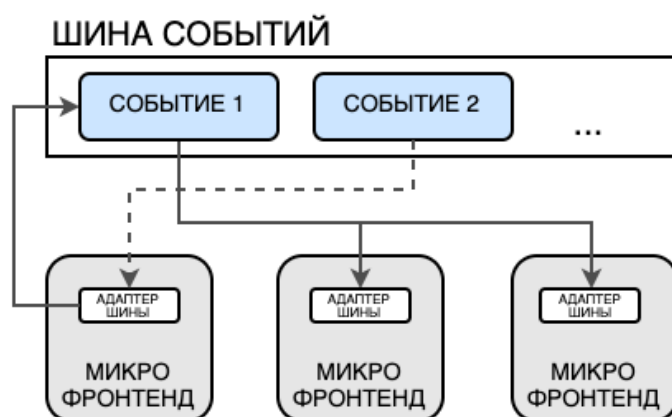 ШИНА СОБЫТИЙ
СОБЫТИЕ 1
СОБЫТИЕ 2
...
АДАПТЕР
ШИНЫ
МИКРО
ФРОНТЕНД
АДАПТЕР
ШИНЫ
МИКРО
ФРОНТЕНД
АДАПТЕР
ШИНЫ
МИКРО
ФРОНТЕНД